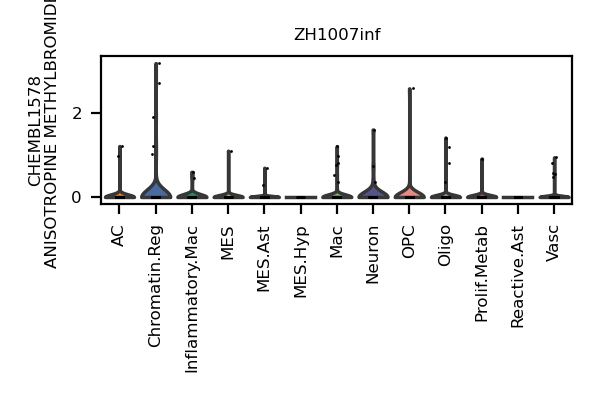 ZH1007inf
CHEMBL1578
ANISOTROPINE METHYLBROMIDE
2
0
AC
Chromatin.Reg
Inflammatory.Mac
MES
MES.Ast
MES.Hyp
Mac
Neuron
OPC
Oligo
Prolif.Metab
Reactive.Ast
Vasc